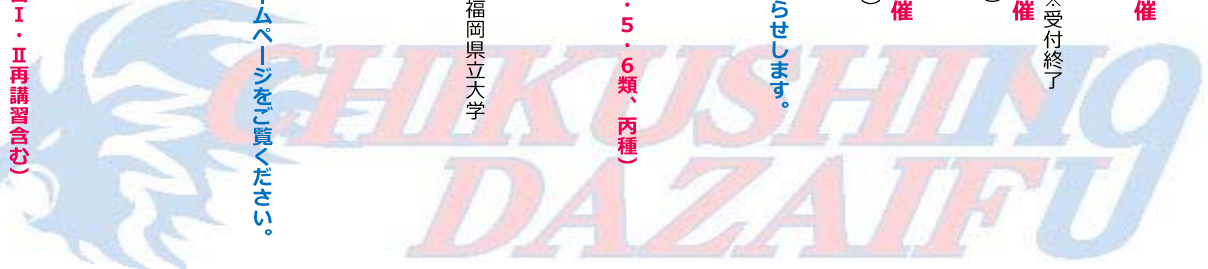 催
※受付終了
催
)
催
)
らせします。
・5・6類、丙種)
福岡県立大学
ームページをご覧ください。
Ⅰ・Ⅱ再講習含む)
CHIKUSHINO
DAZAIFU